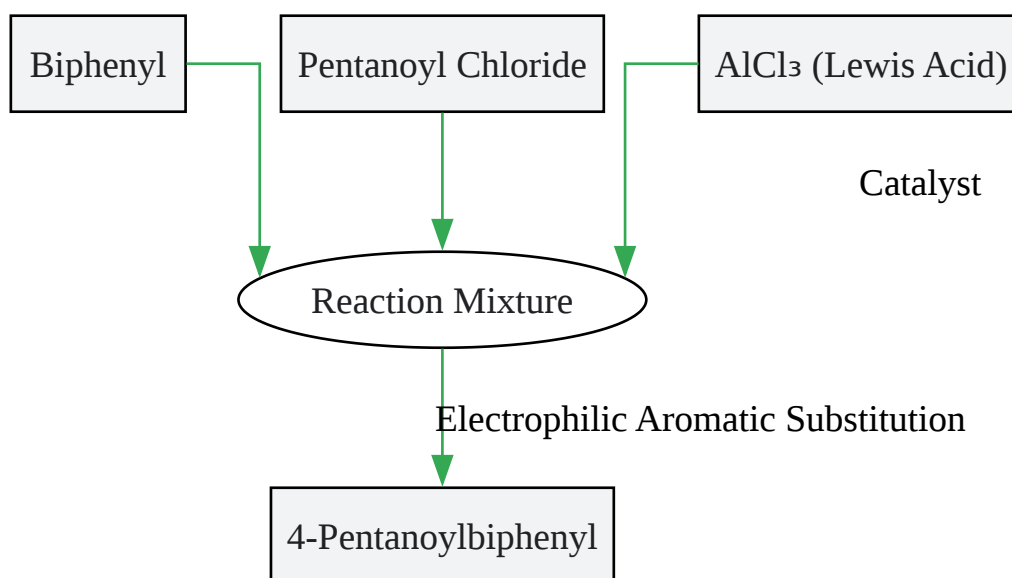 Biphenyl
Pentanoyl Chloride
AlCl₃ (Lewis Acid)
Catalyst
Reaction Mixture
Electrophilic Aromatic Substitution
4-Pentanoylbiphenyl